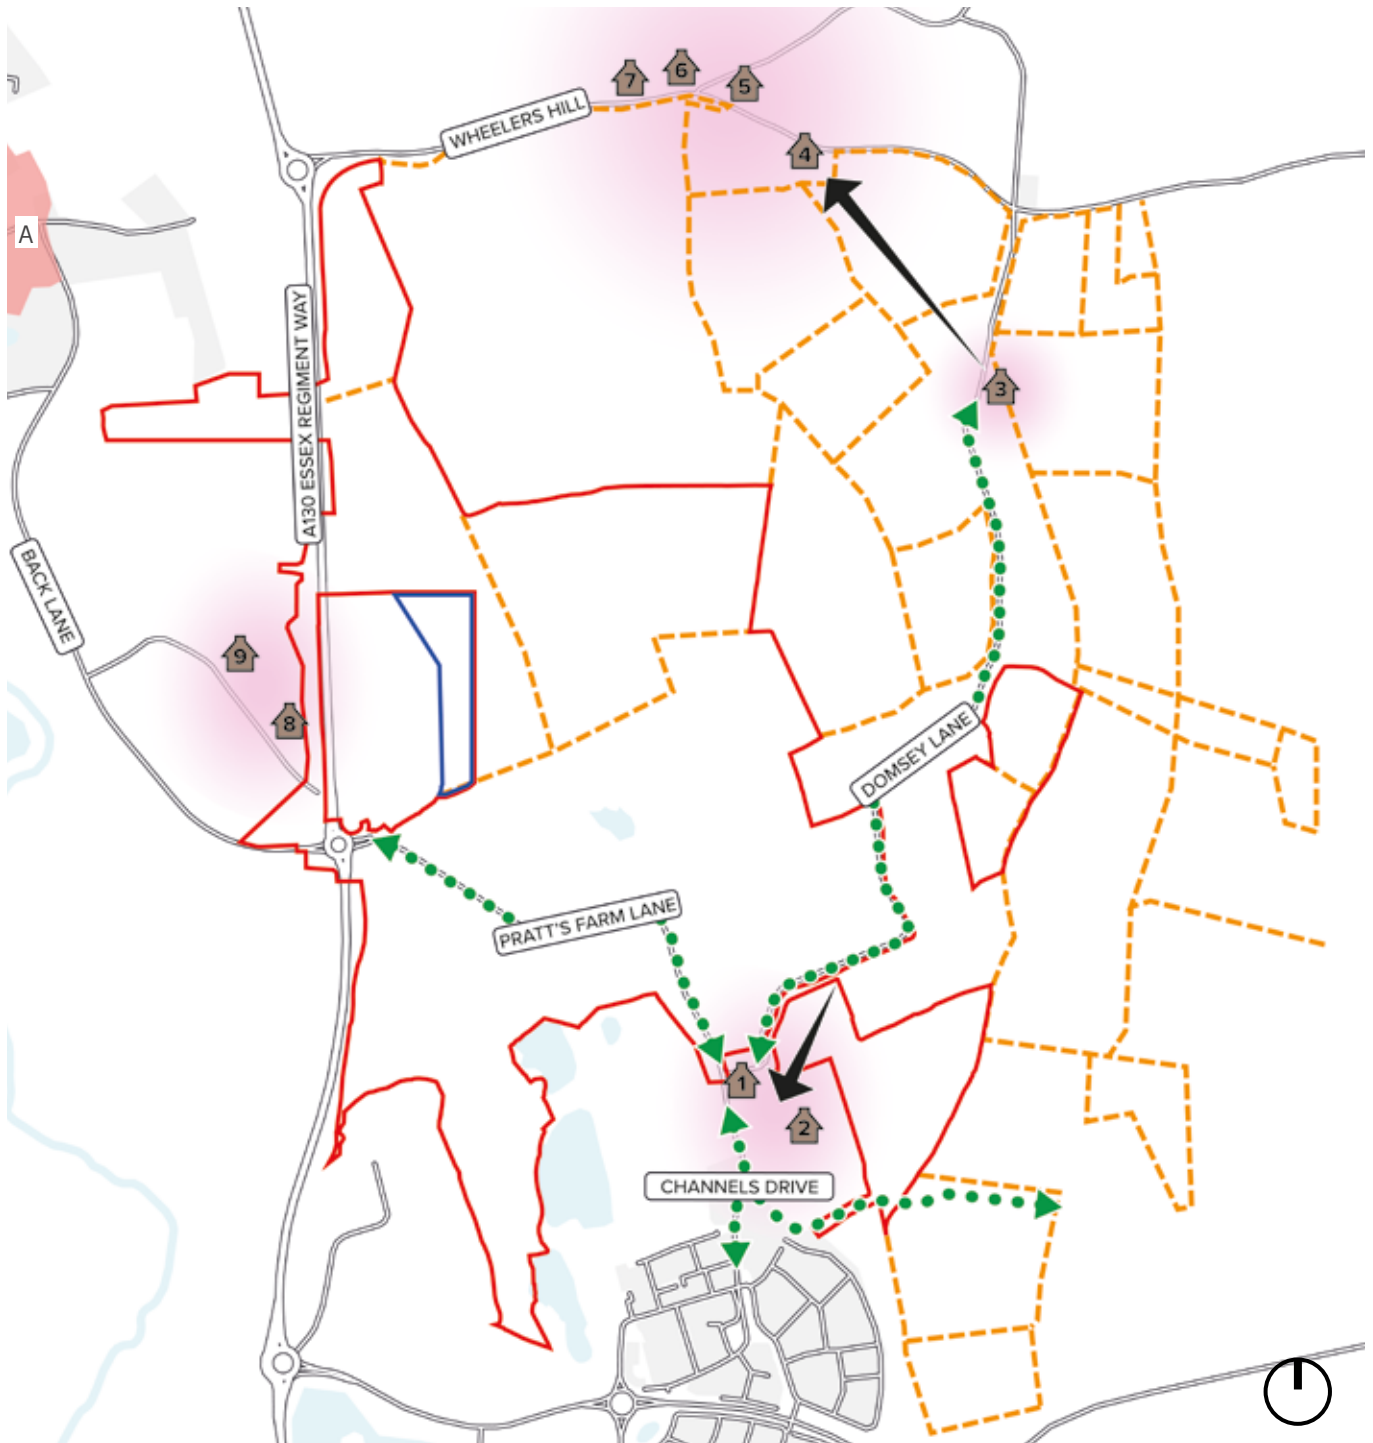 6
7
5
WHEELERS HILL
4
A
A130 ESSEX REGIMENT WAY
3
BACK LANE
9
8
DOMSEY LANE
PRATT'S FARM LANE
1
2
CHANNELS DRIVE